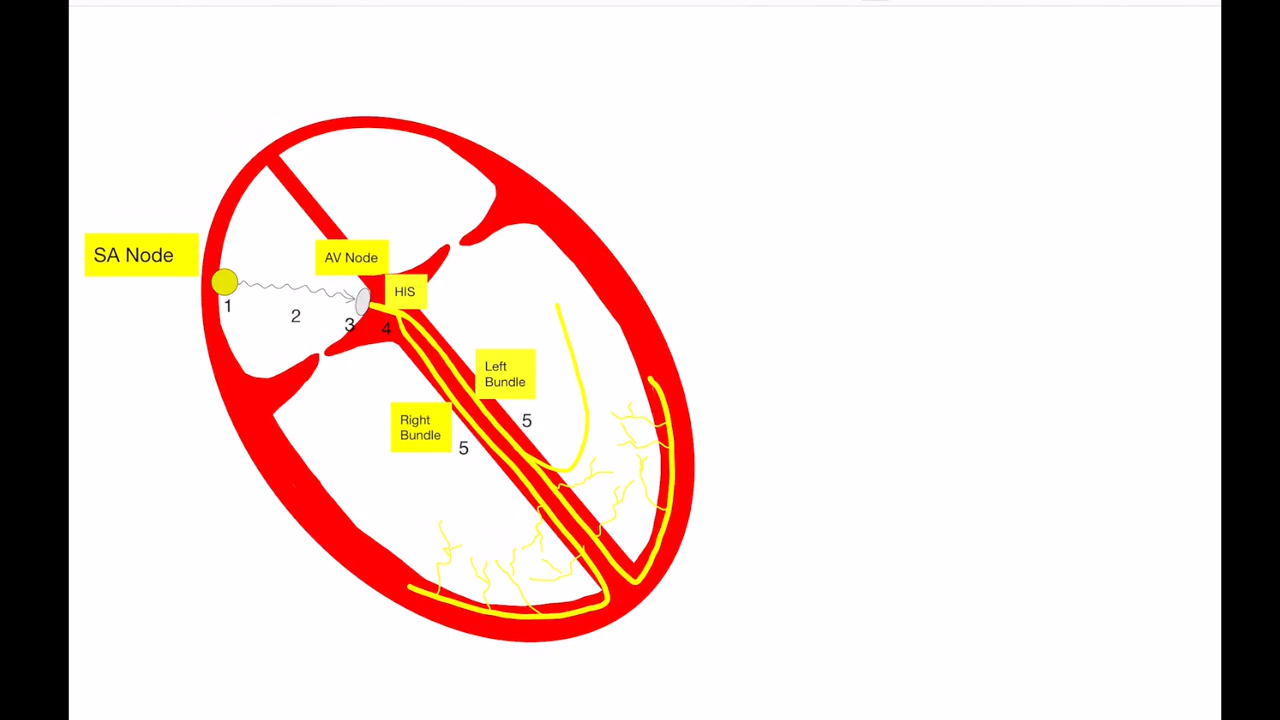 SA Node
AV Node
HIS
1
2
3
4
Left
Bundle
5
Right
Bundle
5